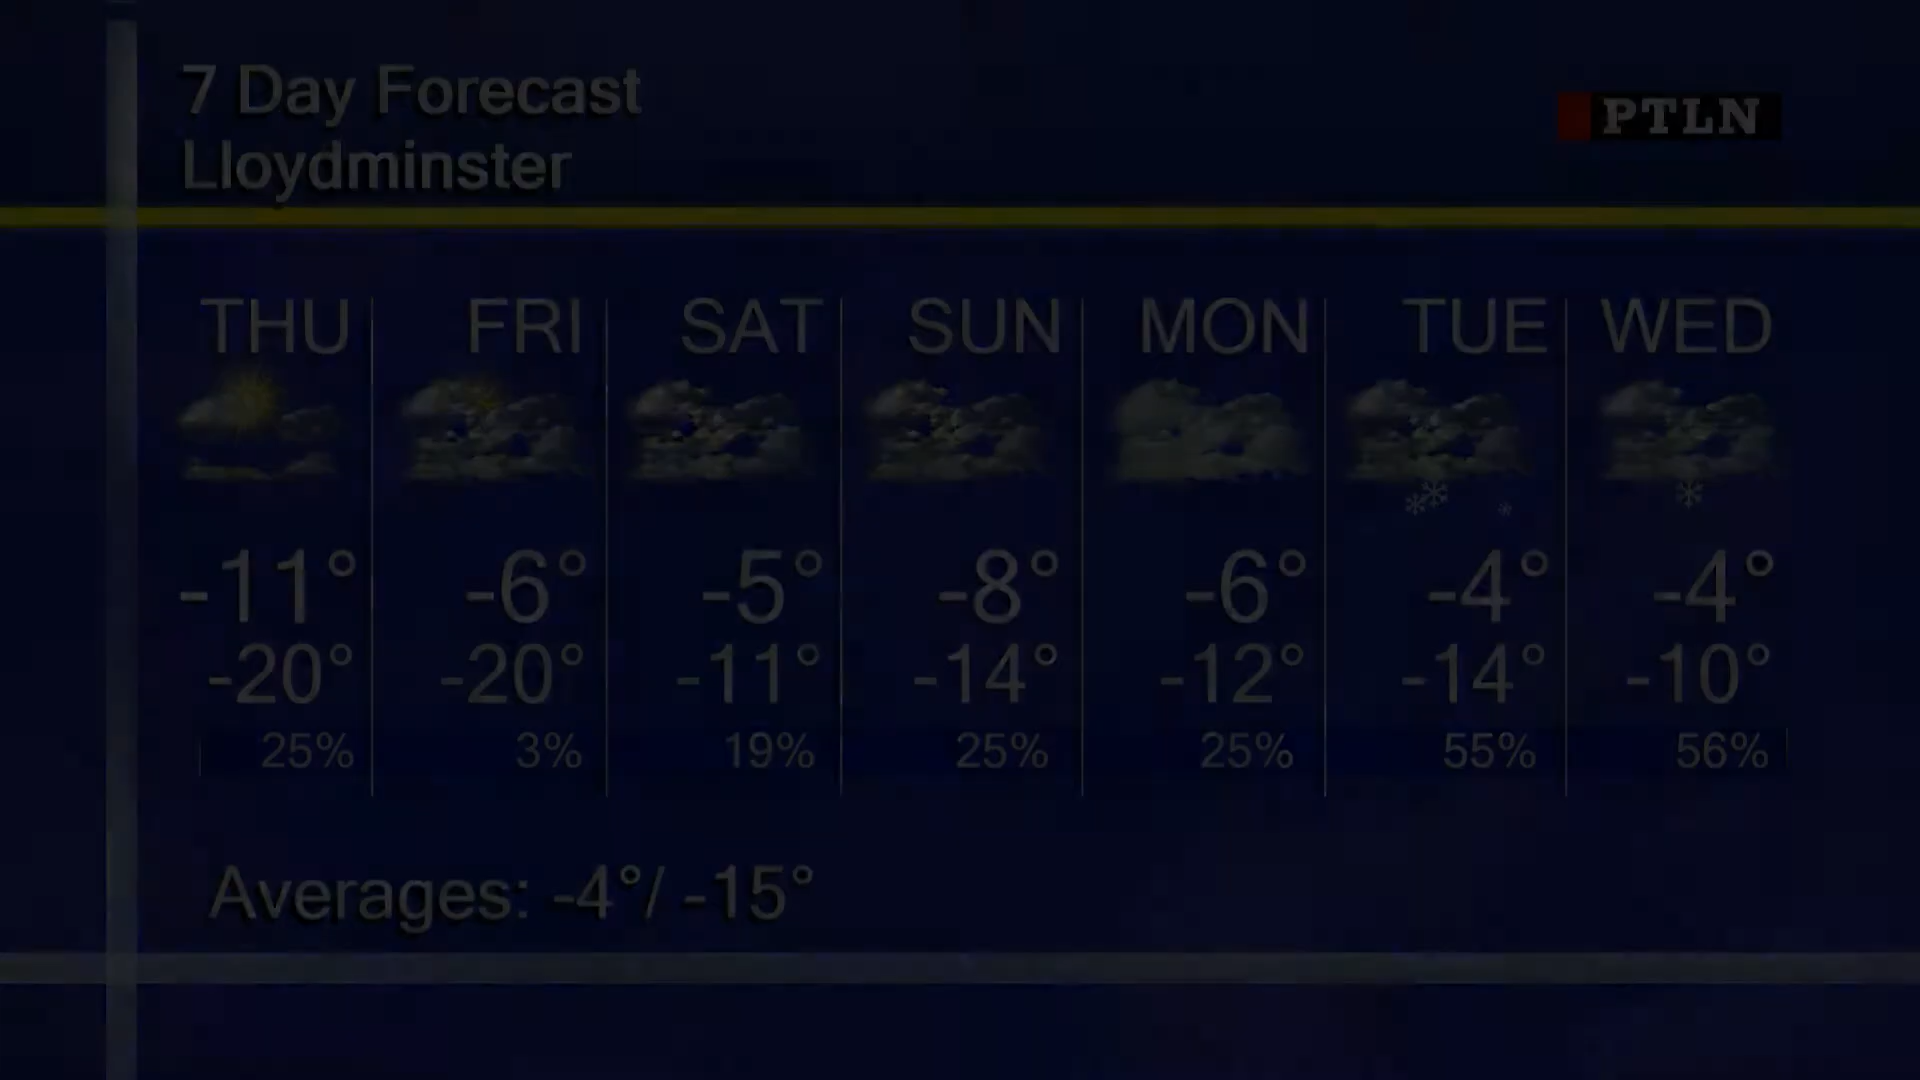 7 Day Forecast
Lloydminster
PTLN
THU FRI SAT SUN MON TUE WED
-11° -6° -5° -8° -6° -4° -4°
-20° -20° -11° -14° -12° -14° -10°
25% 3% 19% 25% 25% 55% 56%
Averages: -4°/ -15°